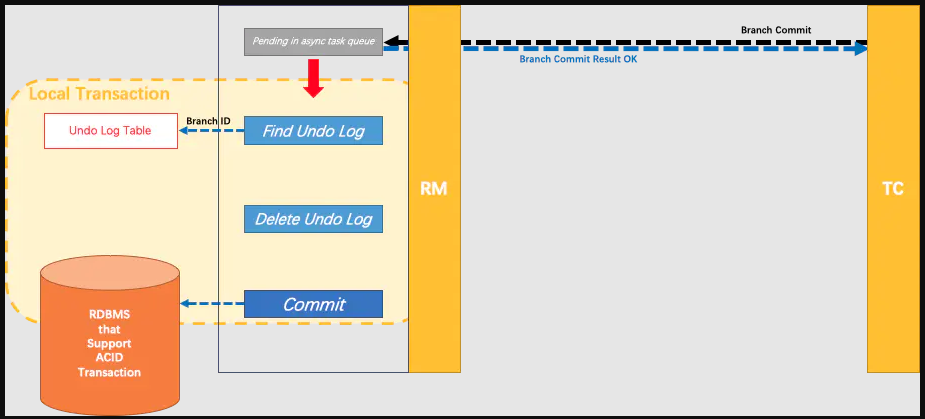 Branch Commit
Pending in async task queue
Branch Commit Result OK
Local Transaction
Undo Log Table
Branch ID
Find Undo Log
RM
TC
Delete Undo Log
Commit
RDBMS
that
Support
ACID
Transaction